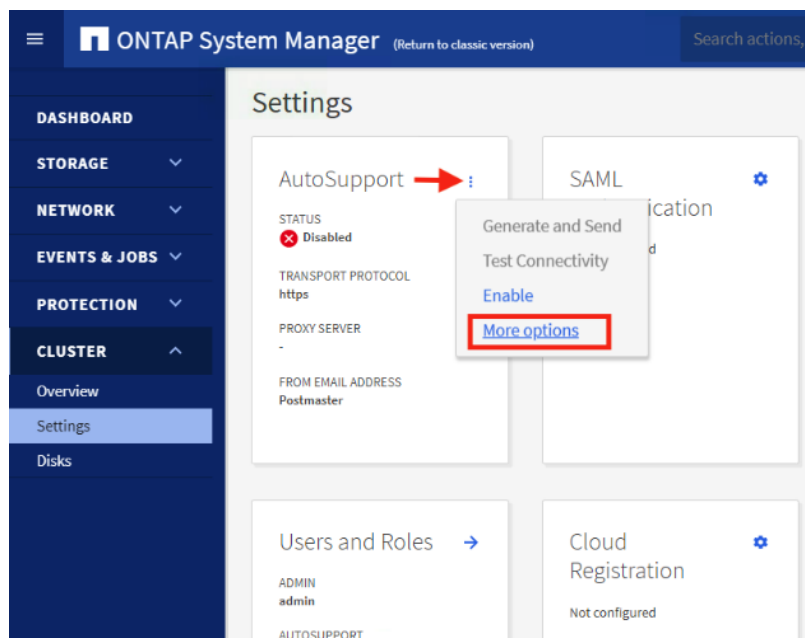 ONTAP System Manager (Return to classic version)
Search actions,
DASHBOARD
STORAGE
NETWORK
EVENTS & JOBS
PROTECTION
CLUSTER
Overview
Settings
Disks
Settings
AutoSupport
STATUS
Disabled
TRANSPORT PROTOCOL
https
PROXY SERVER
-
FROM EMAIL ADDRESS
Postmaster
Generate and Send
Test Connectivity
Enable
More options
SAML
ication
d
Users and Roles
ADMIN
admin
AUTOSUPPORT
Cloud
Registration
Not configured